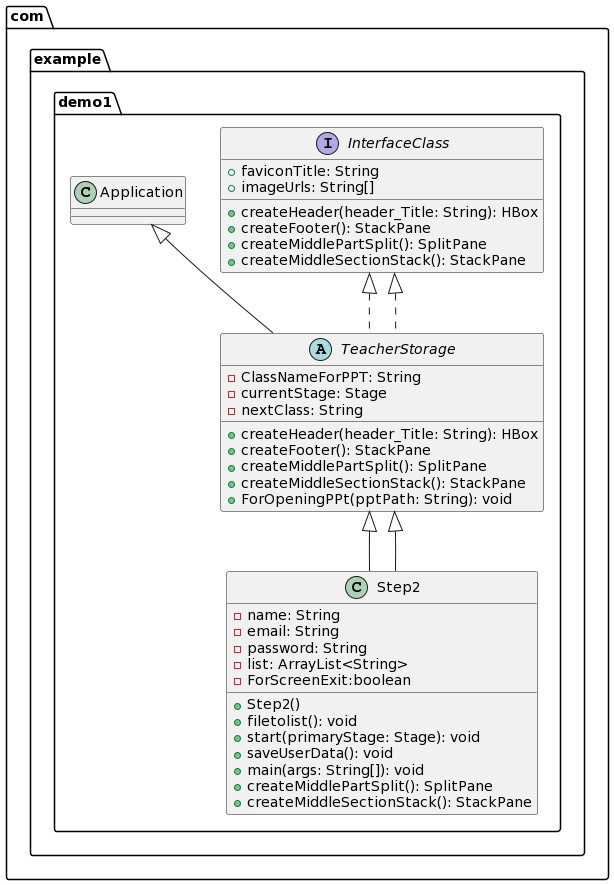 com
example
demo1
I InterfaceClass
faviconTitle: String
imageUrls: String[]
createHeader(header_Title: String): HBox
createFooter(): StackPane
createMiddlePartSplit(): SplitPane
createMiddleSectionStack(): StackPane
C Application
A TeacherStorage
ClassNameForPPT: String
currentStage: Stage
nextClass: String
createHeader(header_Title: String): HBox
createFooter(): StackPane
createMiddlePartSplit(): SplitPane
createMiddleSectionStack(): StackPane
ForOpeningPPt(pptPath: String): void
C Step2
name: String
email: String
password: String
list: ArrayList<String>
ForScreenExit:boolean
Step2()
filetolist(): void
start(primaryStage: Stage): void
saveUserData(): void
main(args: String[]): void
createMiddlePartSplit(): SplitPane
createMiddleSectionStack(): StackPane